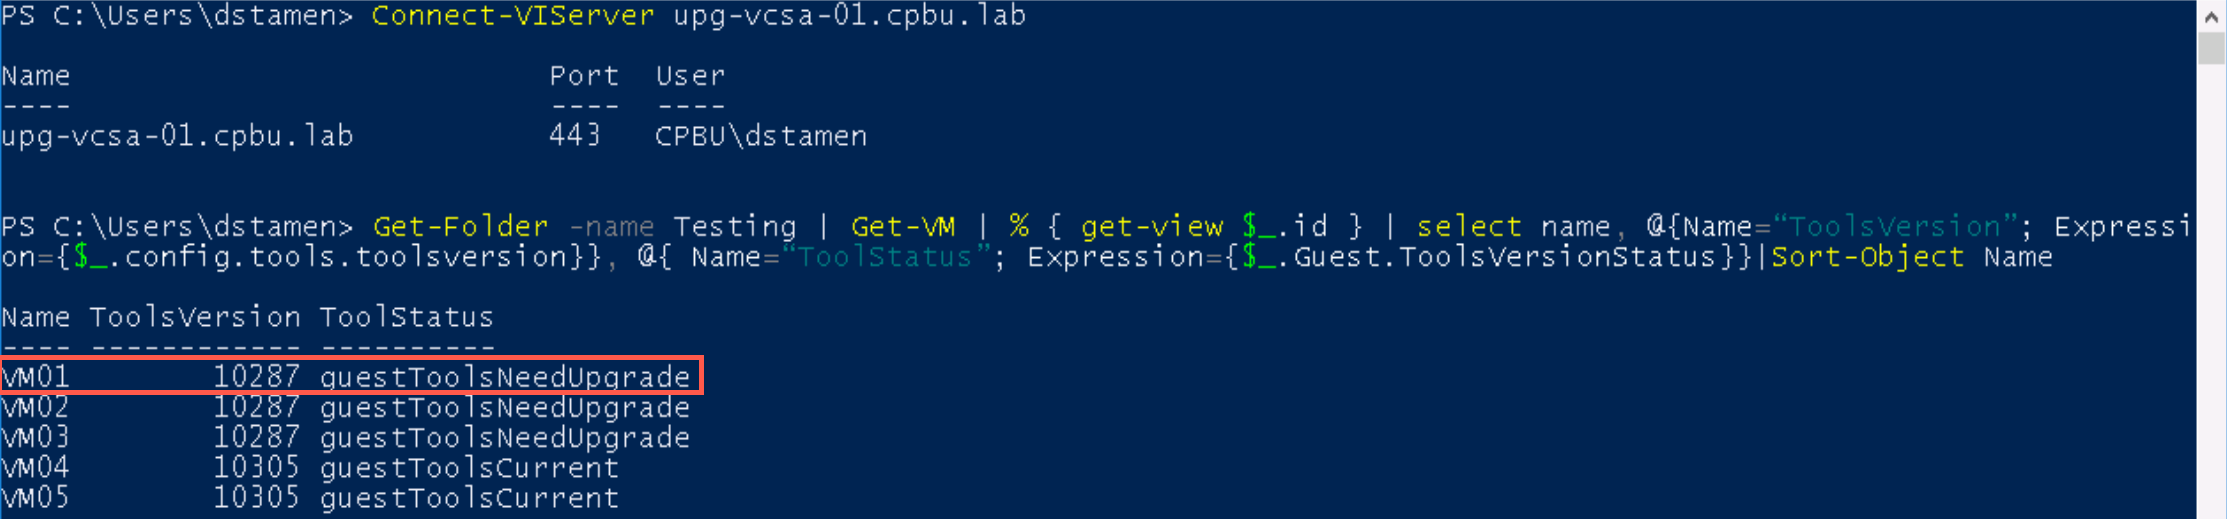 PS C:\Users\dstamen> Connect-VIServer upg-vcsa-01.cpbu.lab
Name                           Port  User
----                           ----  ----
upg-vcsa-01.cpbu.lab           443   CPBU\dstamen
PS C:\Users\dstamen> Get-Folder -name Testing | Get-VM | % { get-view $_.id } | select name, @{Name=“ToolsVersion”; Expressi
on={$_.config.tools.toolsversion}}, @{ Name=“ToolStatus”; Expression={$_.Guest.ToolsVersionStatus}}|Sort-Object Name
Name ToolsVersion ToolStatus
---- ------------ ----------
VM01        10287 guestToolsNeedUpgrade
VM02        10287 guestToolsNeedUpgrade
VM03        10287 guestToolsNeedUpgrade
VM04        10305 guestToolsCurrent
VM05        10305 guestToolsCurrent